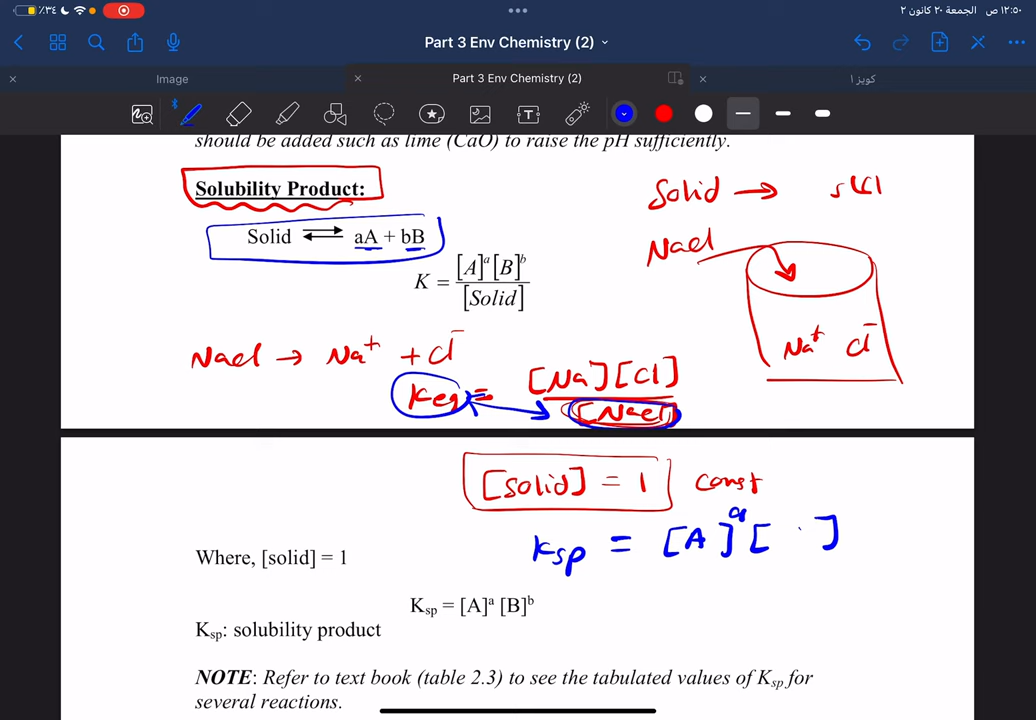 ٪٣٤ ١٢:٥٠ ص الجمعة ٢٠ كانون ٢
Part 3 Env Chemistry (2)
Image
Part 3 Env Chemistry (2)
كويز ١
should be added such as lime (CaO) to raise the pH sufficiently.
Solubility Product:
Solid → sld
Solid ⇌ aA + bB
NaCl
K = [A]^a [B]^b / [Solid]
Na⁺ Cl⁻
NaCl → Na⁺ + Cl⁻
Keq = [Na][Cl] / [NaCl]
[Solid] = 1 const
Ksp = [A]^a [ ]
Where, [solid] = 1
Ksp = [A]^a [B]^b
Ksp: solubility product
NOTE: Refer to text book (table 2.3) to see the tabulated values of Ksp for
several reactions.